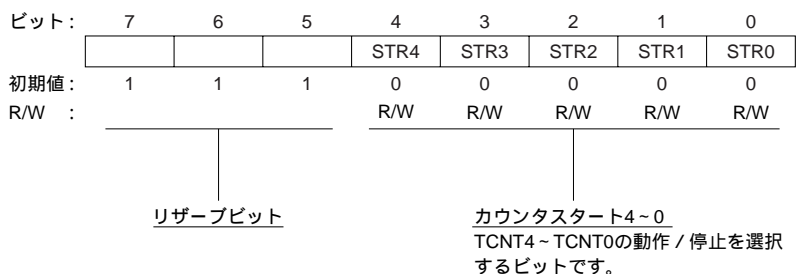 ビット： 7 6 5 4 3 2 1 0
STR4 STR3 STR2 STR1 STR0
初期値： 1 1 1 0 0 0 0 0
R/W ： R/W R/W R/W R/W R/W
リザーブビット
カウンタスタート4～0
TCNT4～TCNT0の動作／停止を選択
するビットです。